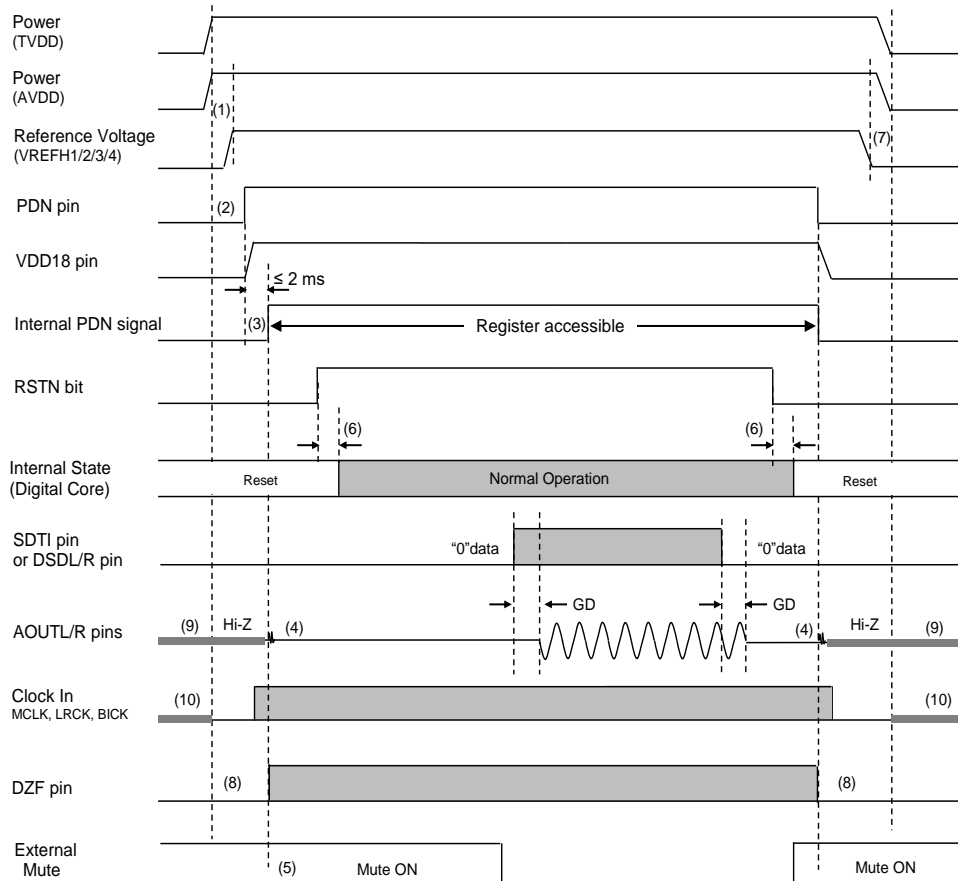 Power
(TVDD)
Power
(AVDD)
(1)
Reference Voltage
(VREFH1/2/3/4)
(7)
PDN pin
(2)
VDD18 pin
≤ 2 ms
Internal PDN signal
(3)
Register accessible
RSTN bit
(6)
(6)
Internal State
(Digital Core)
Reset
Normal Operation
Reset
SDTI pin
or DSDL/R pin
“0”data
“0”data
GD
GD
AOUTL/R pins
(9)
Hi-Z
(4)
(4)
Hi-Z
(9)
Clock In
MCLK, LRCK, BICK
(10)
(10)
DZF pin
(8)
(8)
External
Mute
(5)
Mute ON
Mute ON